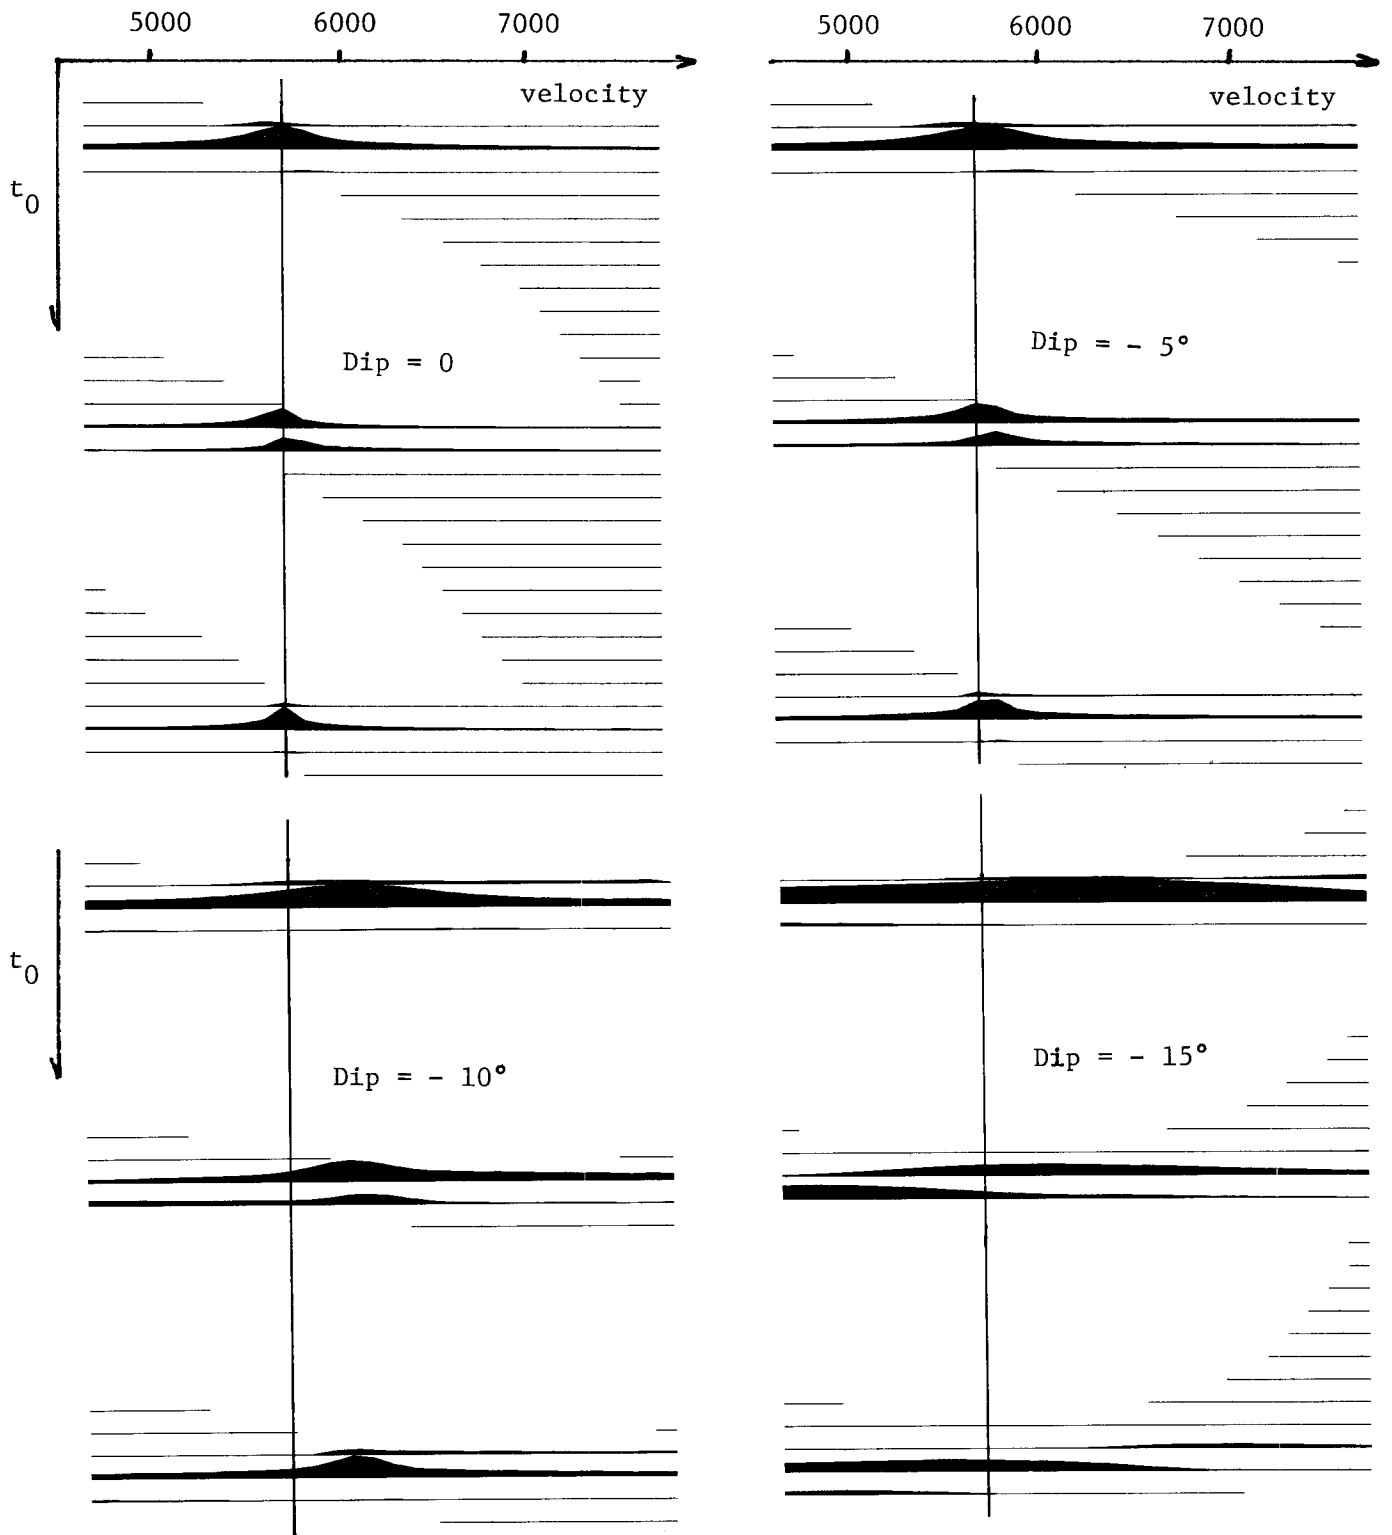 5000 6000 7000
velocity
t0
Dip = 0
5000 6000 7000
velocity
Dip = - 5°
t0
Dip = - 10°
Dip = - 15°